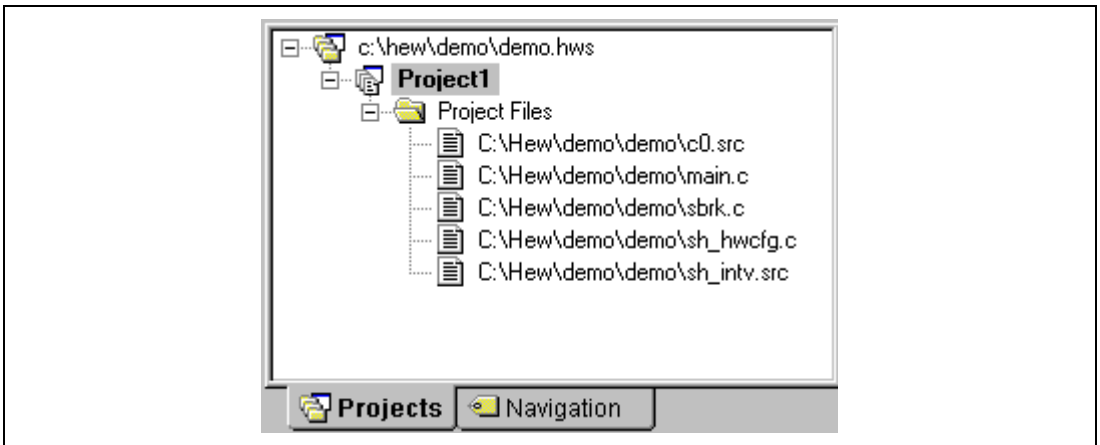 c:\hew\demo\demo.hws
Project1
Project Files
C:\Hew\demo\demo\c0.src
C:\Hew\demo\demo\main.c
C:\Hew\demo\demo\sbrk.c
C:\Hew\demo\demo\sh_hwcfg.c
C:\Hew\demo\demo\sh_intv.src
Projects Navigation